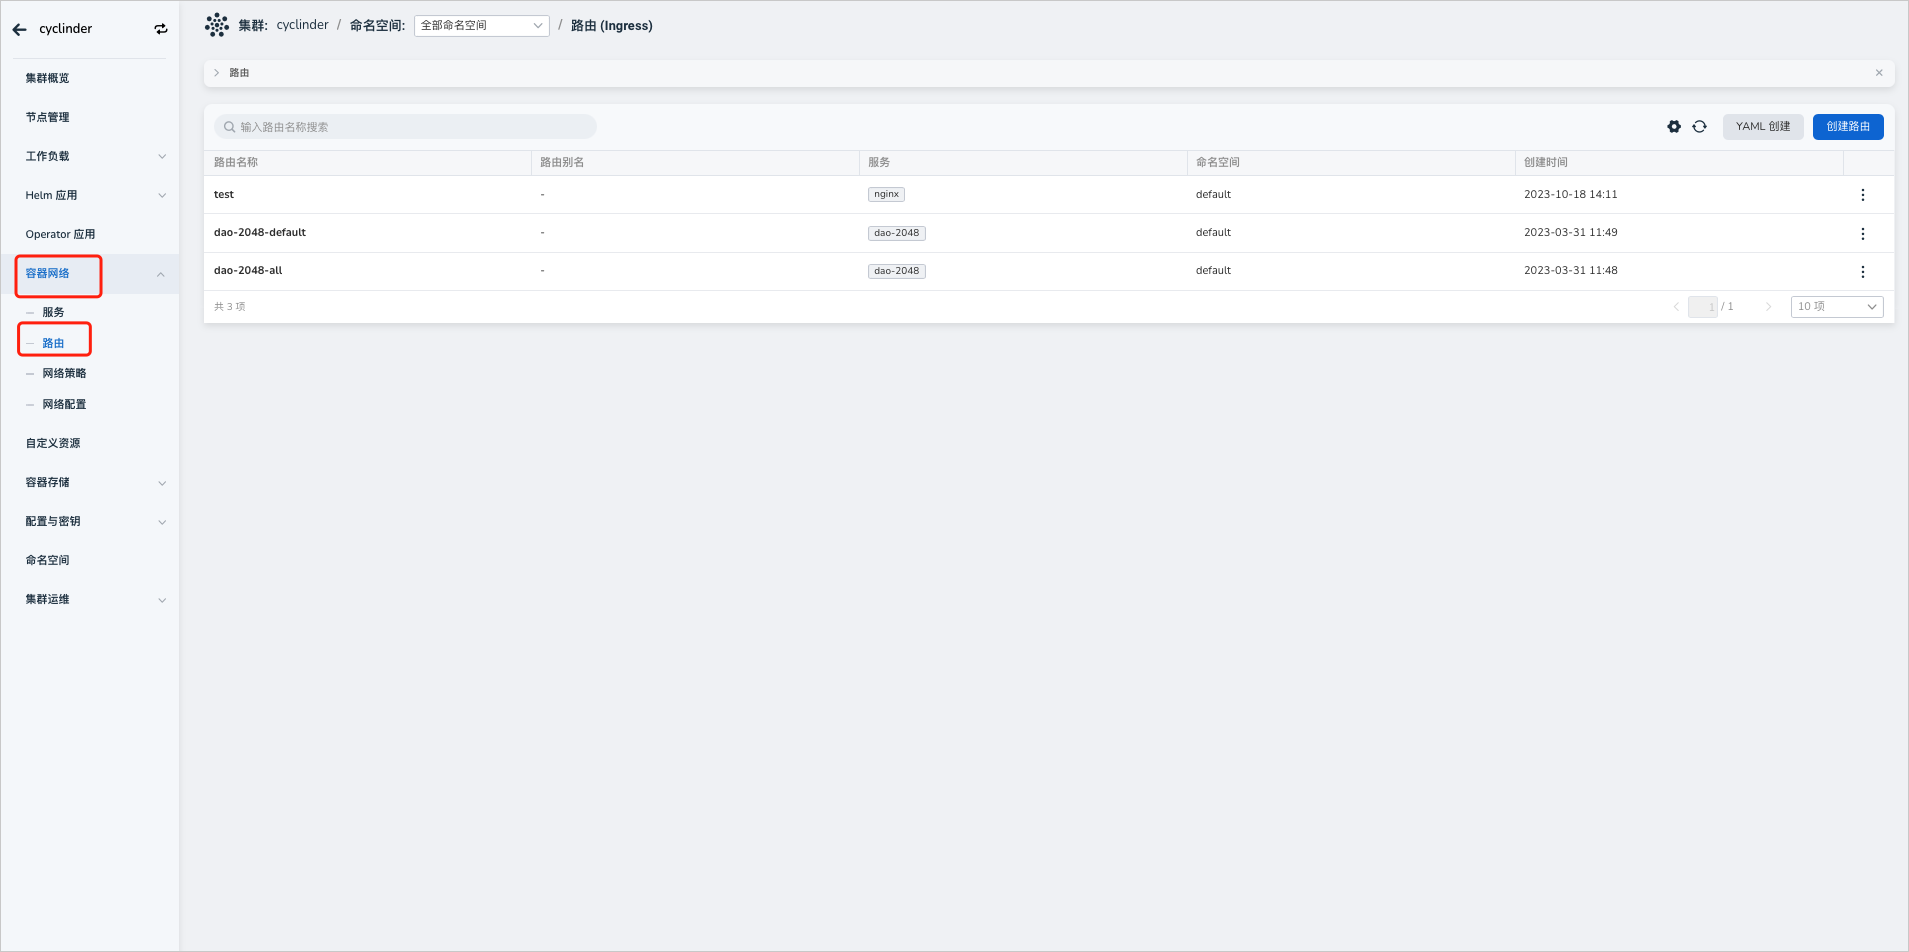 cyclinder
集群概览
节点管理
工作负载
Helm 应用
Operator 应用
容器网络
服务
路由
网络策略
网络配置
自定义资源
容器存储
配置与密钥
命名空间
集群运维
集群: cyclinder / 命名空间: 全部命名空间 / 路由 (Ingress)
路由
输入路由名称搜索
YAML 创建
创建路由
路由名称 路由别名 服务 命名空间 创建时间
test - nginx default 2023-10-18 14:11
dao-2048-default - dao-2048 default 2023-03-31 11:49
dao-2048-all - dao-2048 default 2023-03-31 11:48
共 3 项
1 / 1
10 项